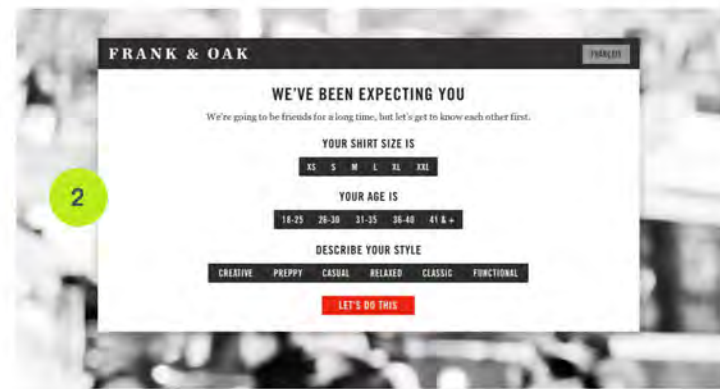 FRANK & OAK
FRANÇAIS
WE'VE BEEN EXPECTING YOU
We're going to be friends for a long time, but let's get to know each other first.
YOUR SHIRT SIZE IS
XS S M L XL XXL
2
YOUR AGE IS
18-25 26-30 31-35 36-40 41 & +
DESCRIBE YOUR STYLE
CREATIVE PREPPY CASUAL RELAXED CLASSIC FUNCTIONAL
LET'S DO THIS